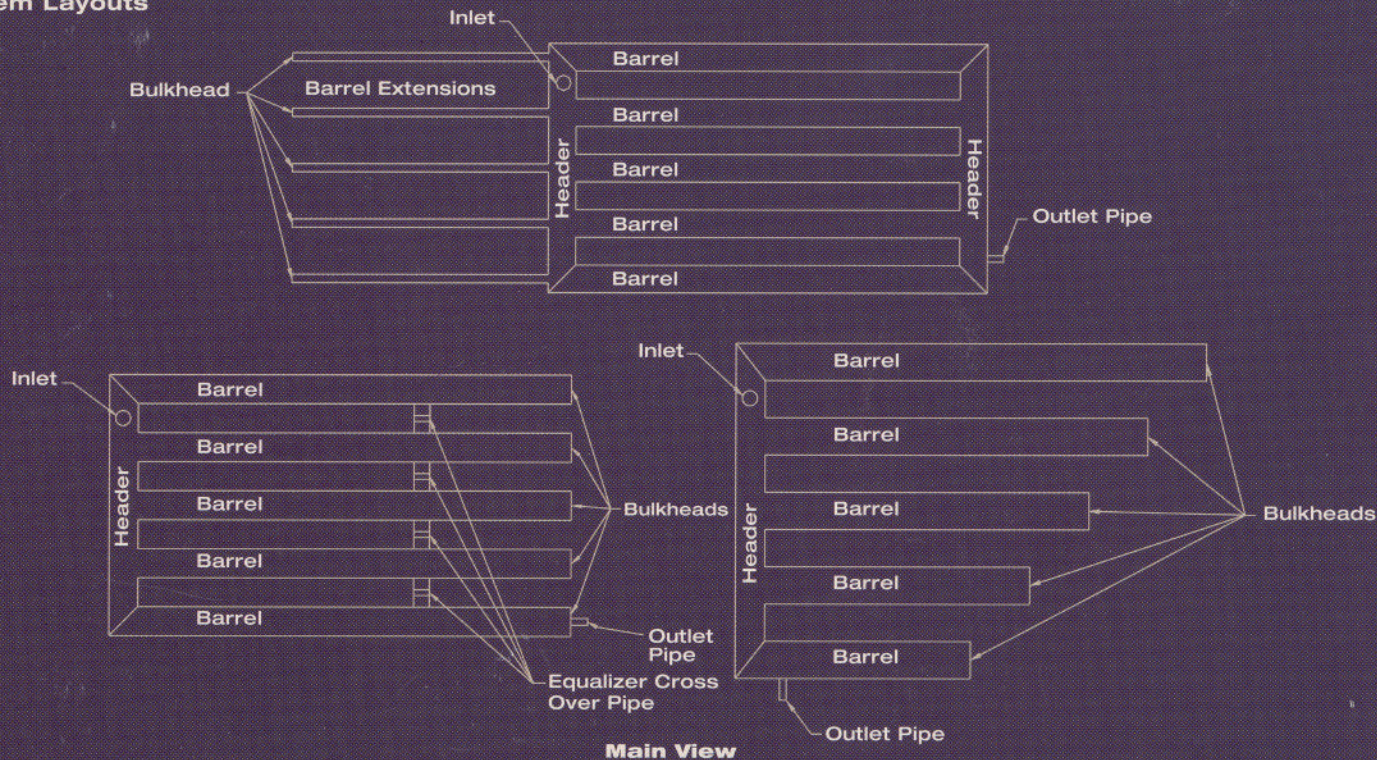 Layouts
Inlet
Barrel
Bulkhead
Barrel Extensions
Barrel
Header
Header
Barrel
Outlet Pipe
Barrel
Barrel
Inlet
Barrel
Barrel
Barrel
Barrel
Barrel
Header
Bulkheads
Outlet
Pipe
Equalizer Cross
Over Pipe
Inlet
Barrel
Barrel
Barrel
Header
Bulkheads
Barrel
Barrel
Outlet Pipe
Main View